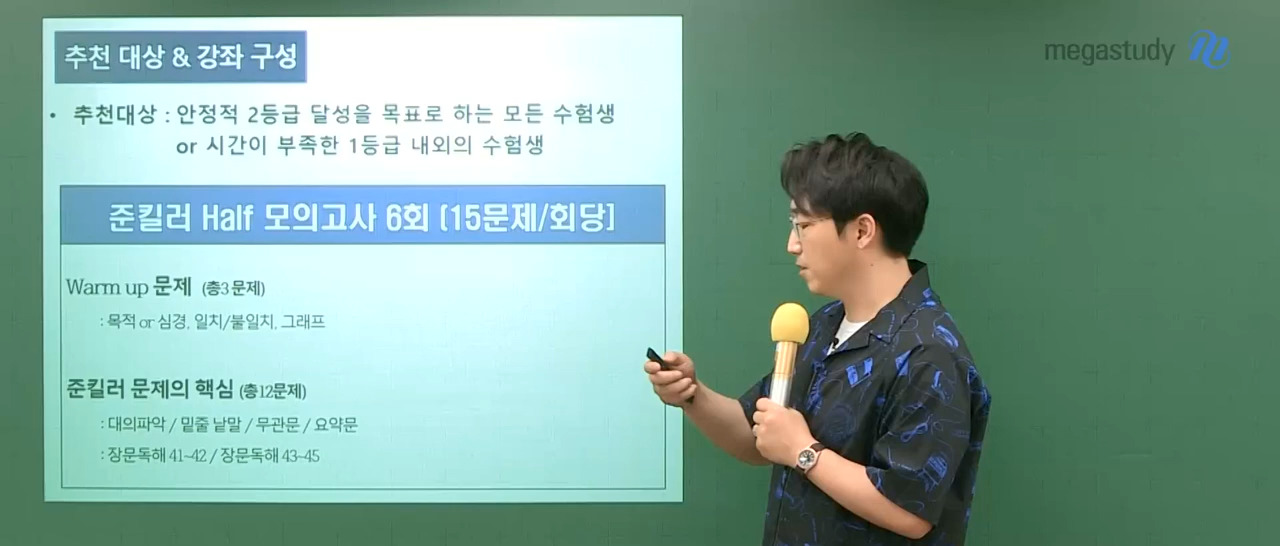 추천 대상 & 강좌 구성
megastudy
• 추천대상 : 안정적 2등급 달성을 목표로 하는 모든 수험생
or 시간이 부족한 1등급 내외의 수험생
준킬러 Half 모의고사 6회 [15문제/회당]
Warm up 문제 (총3 문제)
: 목적 or 심경, 일치/불일치, 그래프
준킬러 문제의 핵심 (총12문제)
: 대의파악 / 밑줄 낱말 / 무관문 / 요약문
: 장문독해 41~42 / 장문독해 43~45